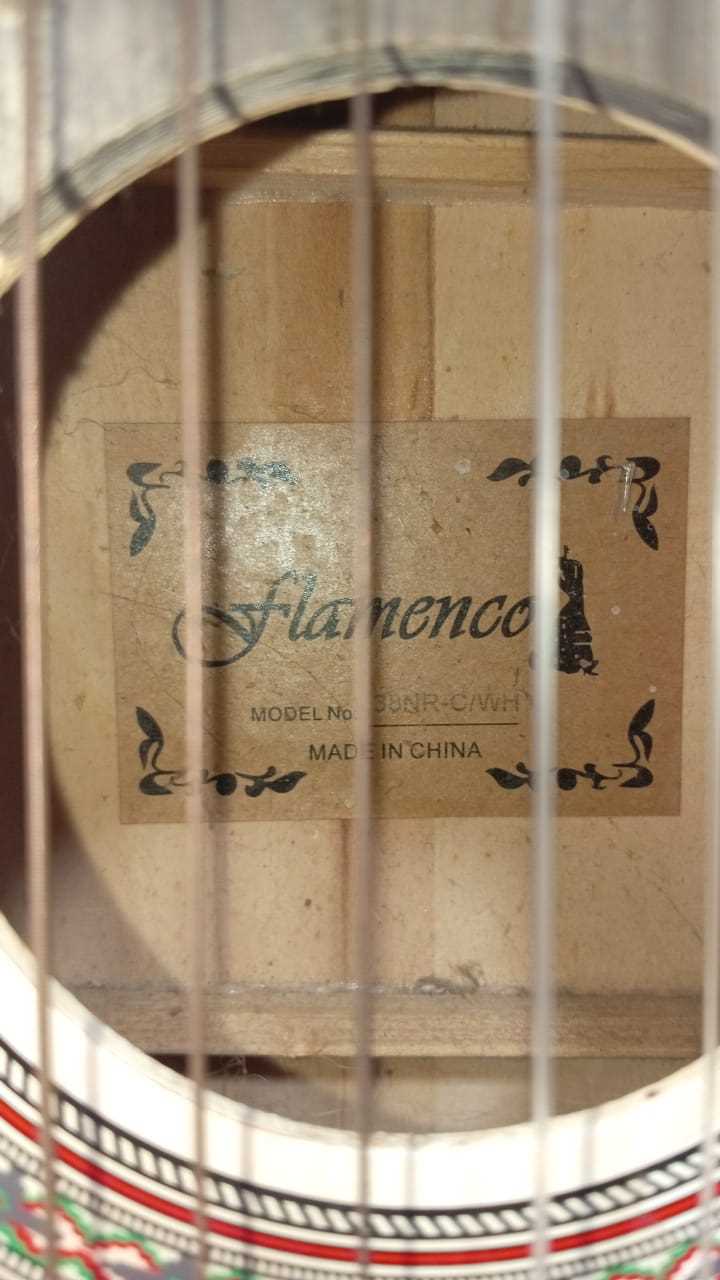 flamenco
MODEL No. 38NR-C/WH
MADE IN CHINA